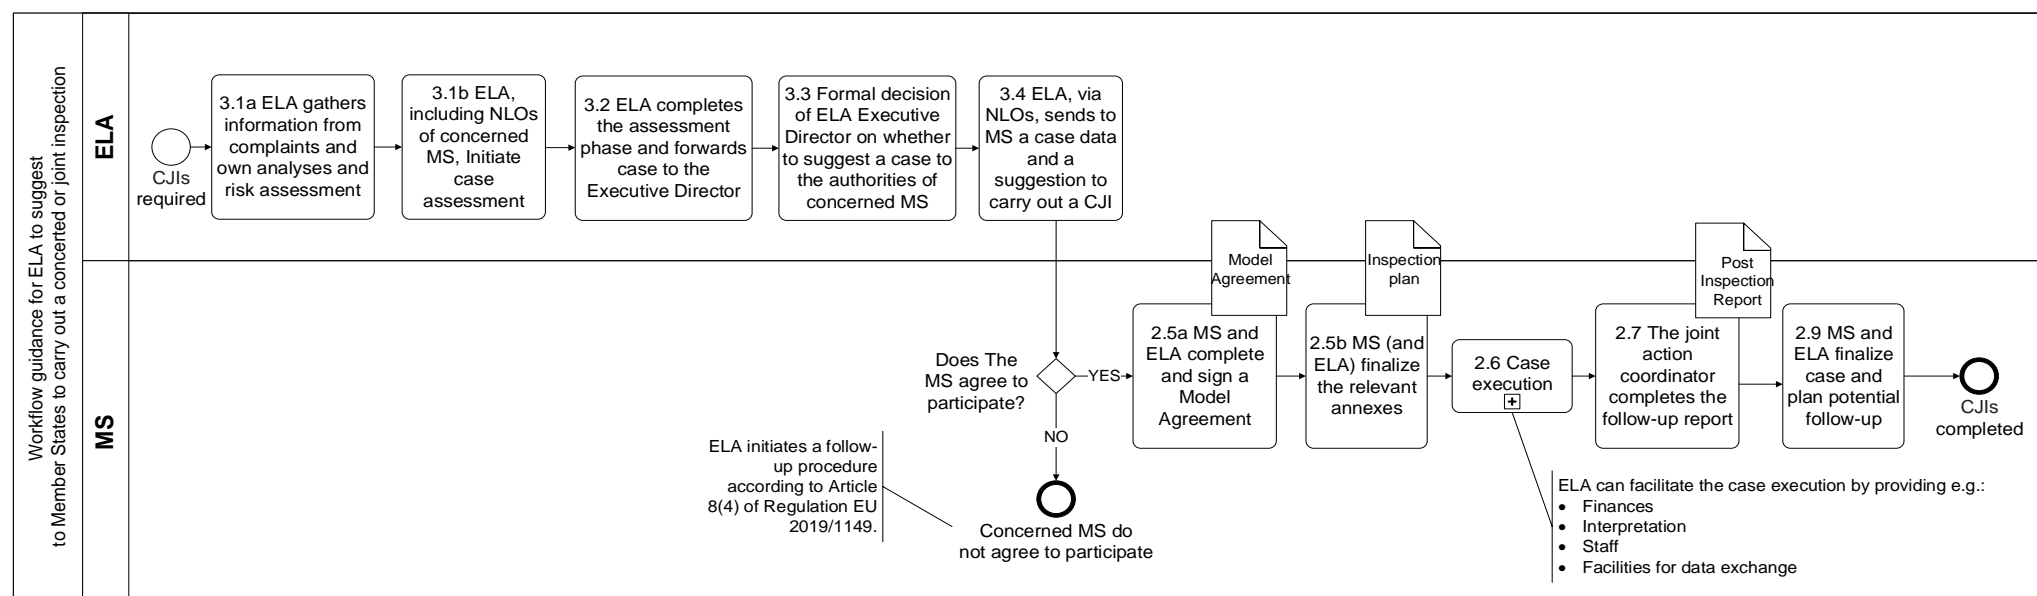 Workflow guidance for ELA to suggest
to Member States to carry out a concerted or joint inspection
ELA
CJIs
required
3.1a ELA gathers
information from
complaints and
own analyses and
risk assessment
3.1b ELA,
including NLOs
of concerned
MS, Initiate
case
assessment
3.2 ELA completes
the assessment
phase and forwards
case to the
Executive Director
3.3 Formal decision
of ELA Executive
Director on whether
to suggest a case to
the authorities of
concerned MS
3.4 ELA, via
NLOs, sends to
MS a case data
and a
suggestion to
carry out a CJI
MS
Does The
MS agree to
participate?
YES
NO
ELA initiates a follow-
up procedure
according to Article
8(4) of Regulation EU
2019/1149.
Concerned MS do
not agree to participate
Model
Agreement
2.5a MS and
ELA complete
and sign a
Model
Agreement
Inspection
plan
2.5b MS (and
ELA) finalize
the relevant
annexes
2.6 Case
execution
ELA can facilitate the case execution by providing e.g.:
• Finances
• Interpretation
• Staff
• Facilities for data exchange
Post
Inspection
Report
2.7 The joint
action
coordinator
completes the
follow-up report
2.9 MS and
ELA finalize
case and
plan potential
follow-up
CJIs
completed